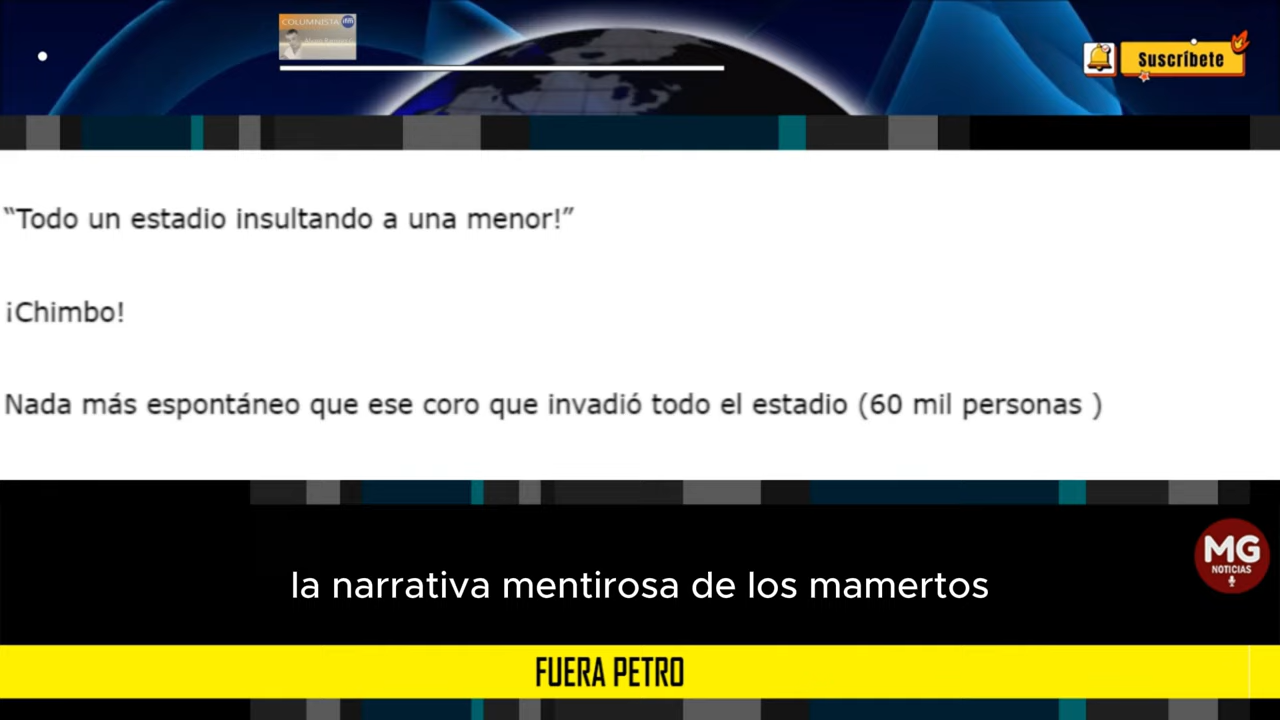 COLUMNISTA
Suscríbete
“Todo un estadio insultando a una menor!”
¡Chimbo!
Nada más espontáneo que ese coro que invadió todo el estadio (60 mil personas )
la narrativa mentirosa de los mamertos
MG
NOTICIAS
FUERA PETRO